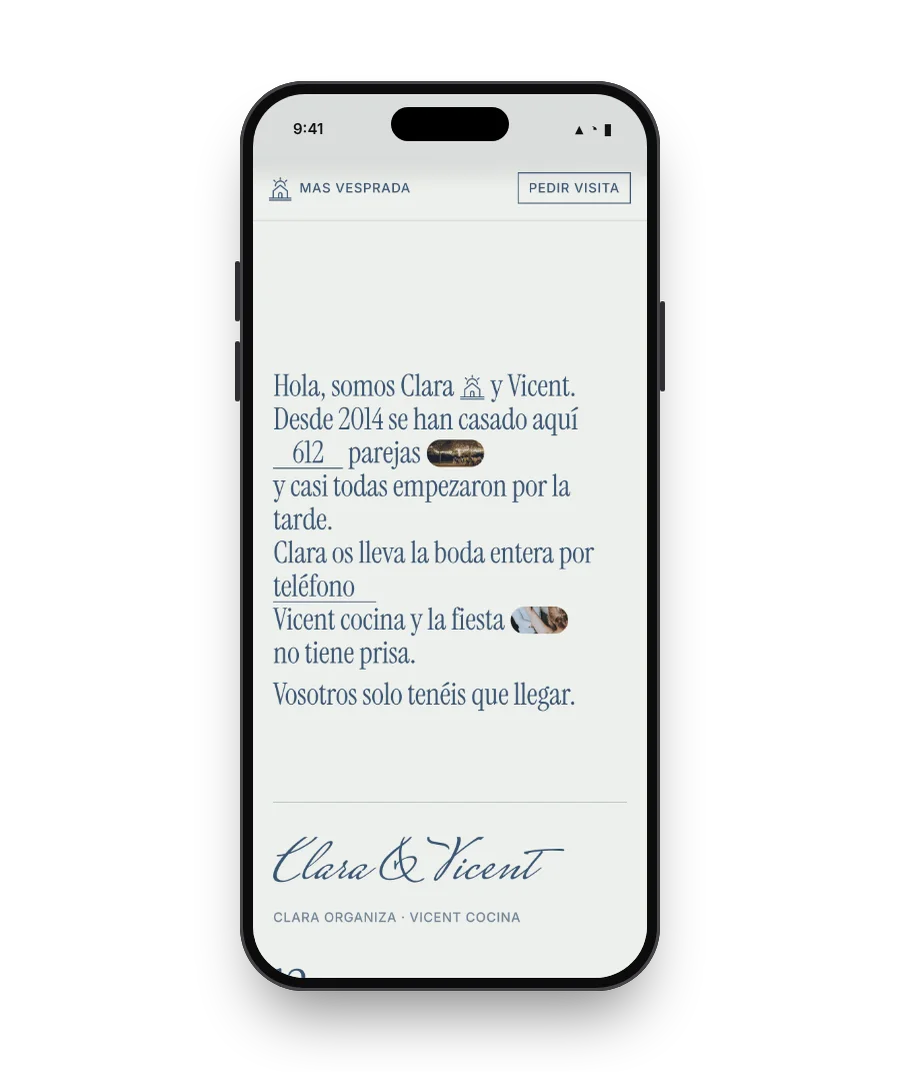 9:41
MAS VESPRADA
PEDIR VISITA
Hola, somos Clara y Vicent.
Desde 2014 se han casado aquí
612 parejas
y casi todas empezaron por la
tarde.
Clara os lleva la boda entera por
teléfono
Vicent cocina y la fiesta
no tiene prisa.
Vosotros solo tenéis que llegar.
Clara & Vicent
CLARA ORGANIZA · VICENT COCINA